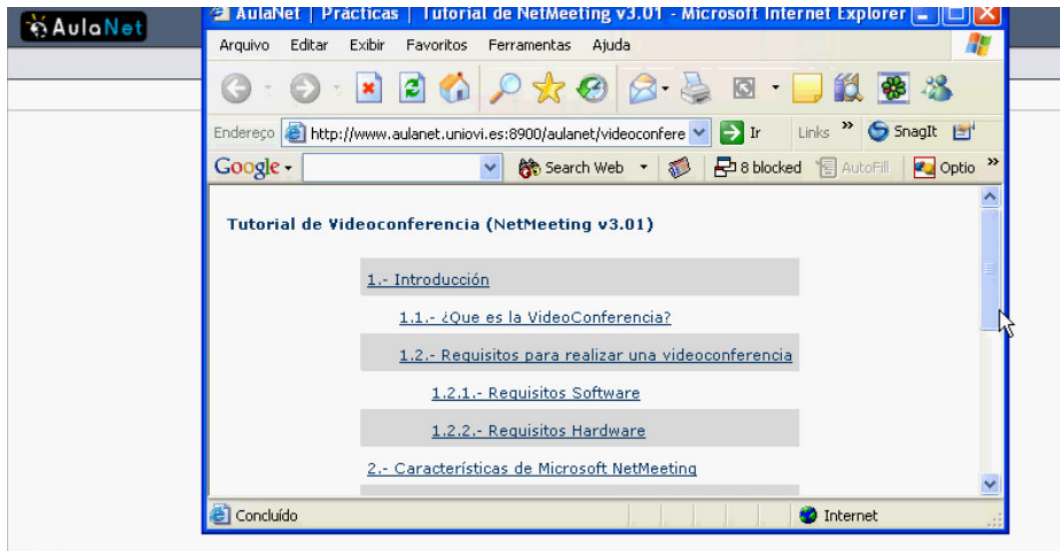 AulaNet
AulaNet | Prácticas | Tutorial de NetMeeting v3.01 - Microsoft Internet Explorer
Arquivo Editar Exibir Favoritos Ferramentas Ajuda
Endereço http://www.aulanet.uniovi.es:8900/aulanet/videoconfere Ir Links » SnagIt
Google Search Web 8 blocked AutoFill Optio »
Tutorial de Videoconferencia (NetMeeting v3.01)
1.- Introducción
1.1.- ¿Que es la VideoConferencia?
1.2.- Requisitos para realizar una videoconferencia
1.2.1.- Requisitos Software
1.2.2.- Requisitos Hardware
2.- Características de Microsoft NetMeeting
Concluído Internet